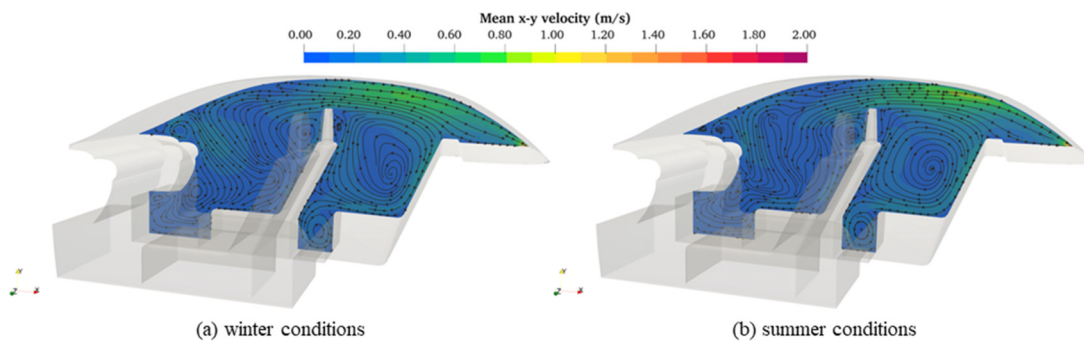 Mean x-y velocity (m/s)
0.00 0.20 0.40 0.60 0.80 1.00 1.20 1.40 1.60 1.80 2.00
Y
Z X
Y
Z X
(a) winter conditions
(b) summer conditions